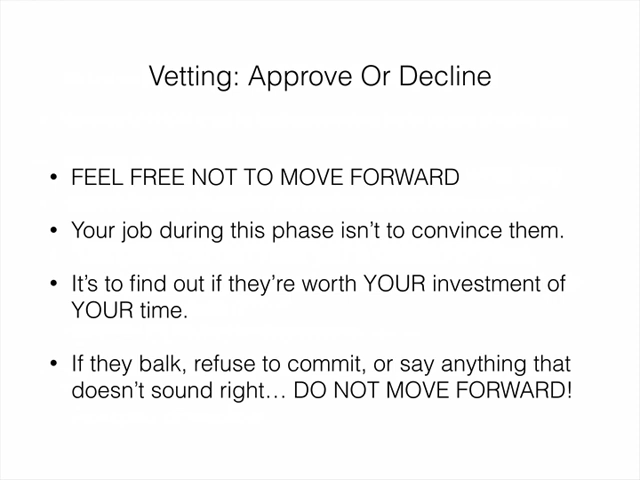 Vetting: Approve Or Decline
• FEEL FREE NOT TO MOVE FORWARD
• Your job during this phase isn’t to convince them.
• It’s to find out if they’re worth YOUR investment of
YOUR time.
• If they balk, refuse to commit, or say anything that
doesn’t sound right… DO NOT MOVE FORWARD!